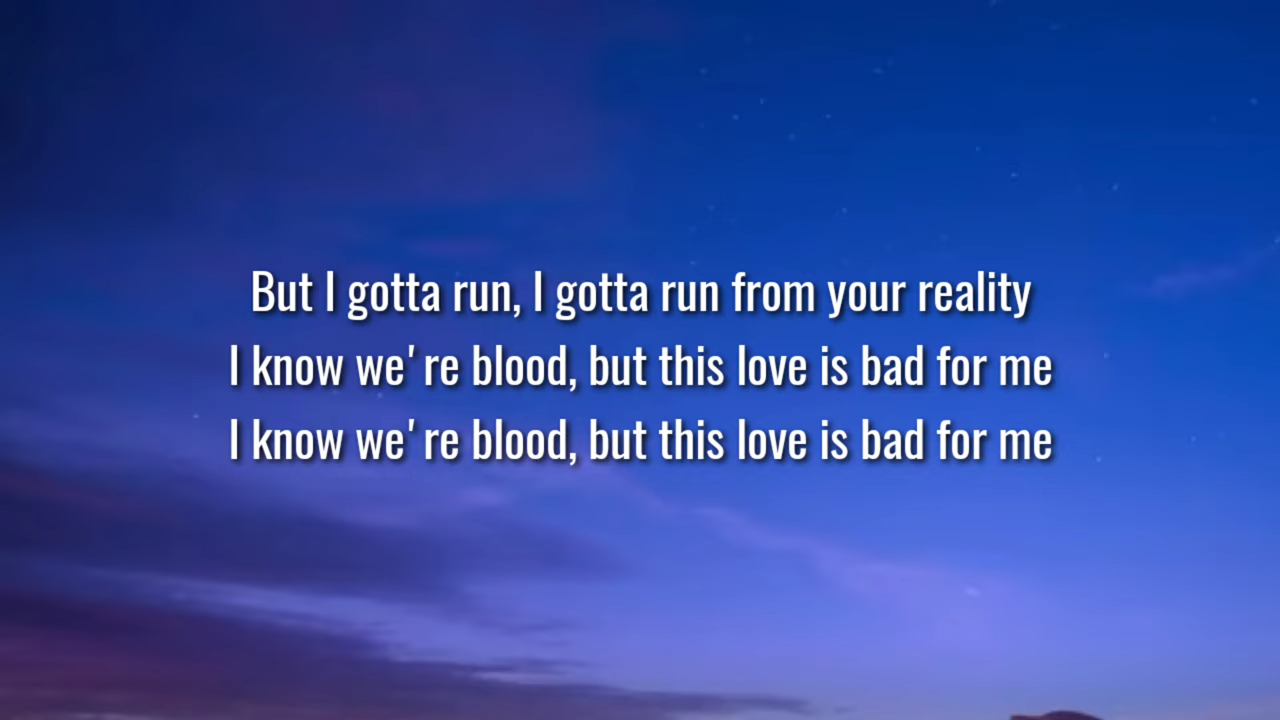 But I gotta run, I gotta run from your reality
I know we're blood, but this love is bad for me
I know we're blood, but this love is bad for me